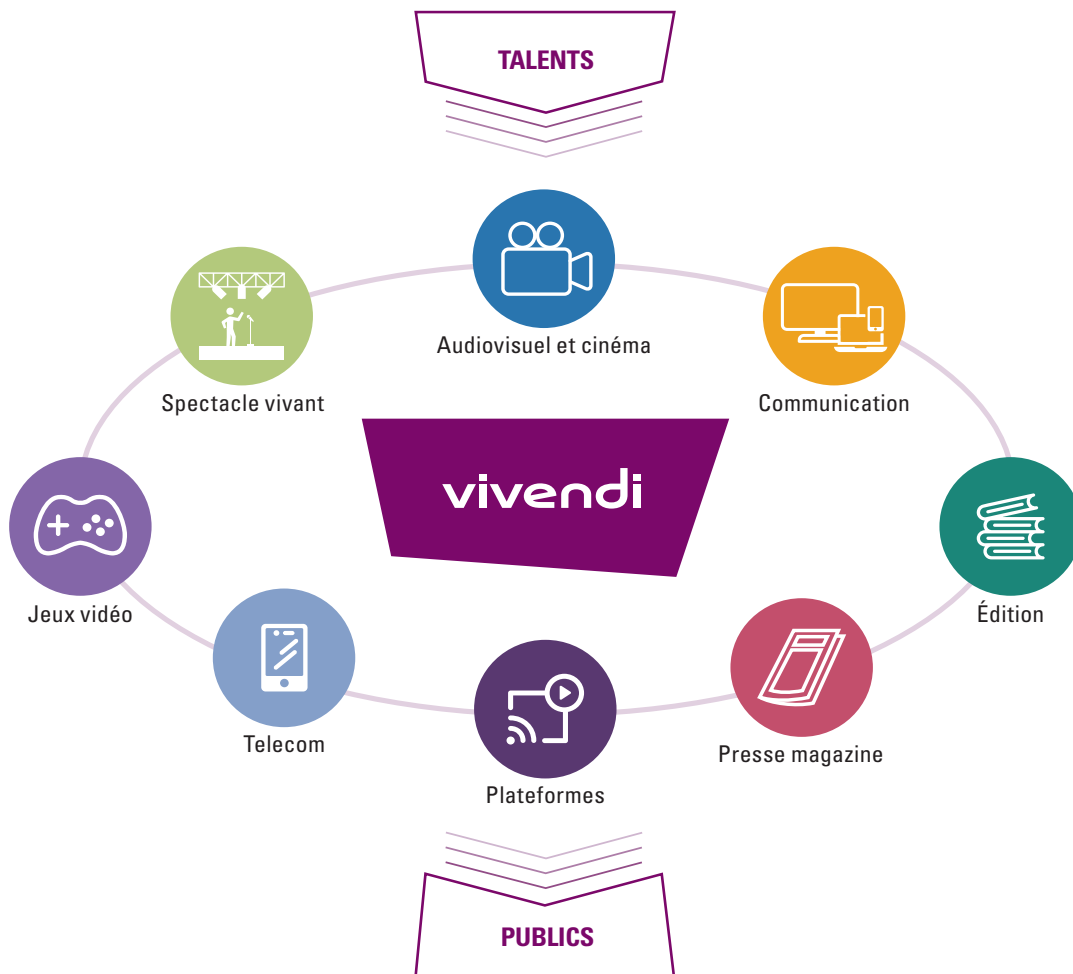 TALENTS
Audiovisuel et cinéma
Spectacle vivant
Communication
vivendi
Jeux vidéo
Édition
Telecom
Presse magazine
Plateformes
PUBLICS